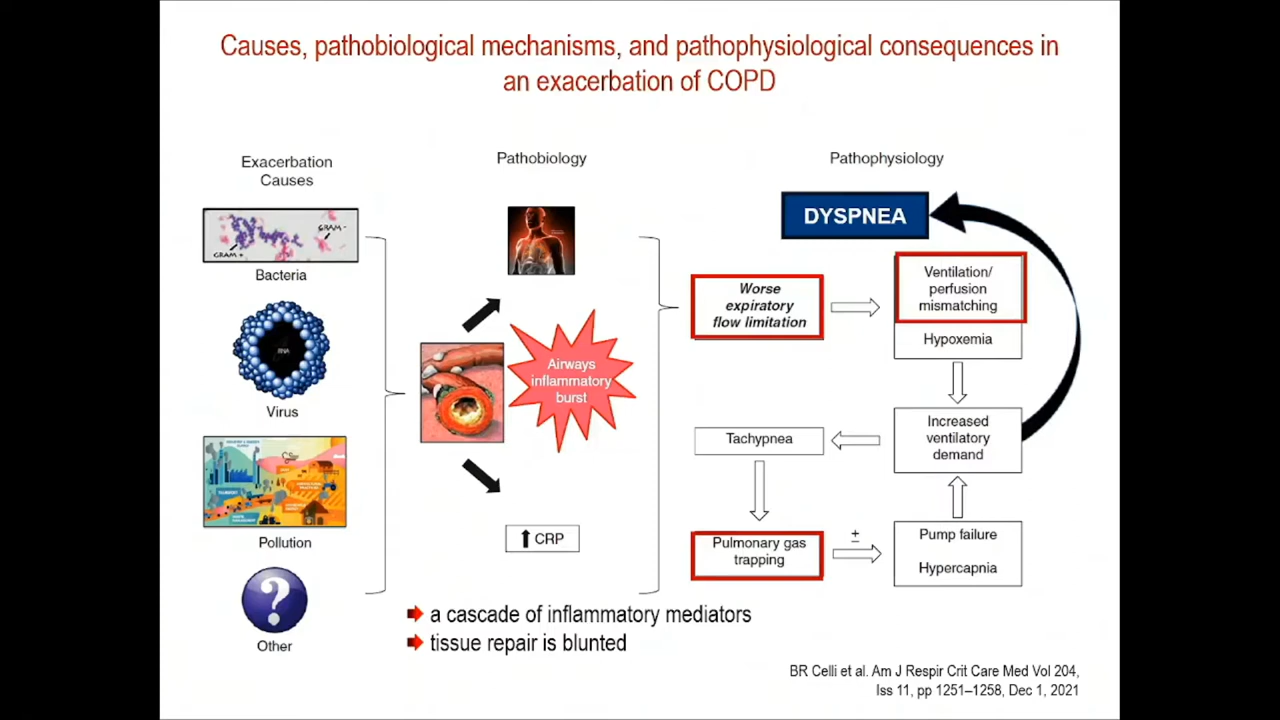 Causes, pathobiological mechanisms, and pathophysiological consequences in
an exacerbation of COPD
Exacerbation
Causes
GRAM -
GRAM +
Bacteria
RNA
Virus
Pollution
?
Other
Pathobiology
Airways
inflammatory
burst
CRP
a cascade of inflammatory mediators
tissue repair is blunted
Pathophysiology
DYSPNEA
Worse
expiratory
flow limitation
Ventilation/
perfusion
mismatching
Hypoxemia
Increased
ventilatory
demand
Tachypnea
Pulmonary gas
trapping
±
Pump failure
Hypercapnia
BR Celli et al. Am J Respir Crit Care Med Vol 204,
Iss 11, pp 1251–1258, Dec 1, 2021